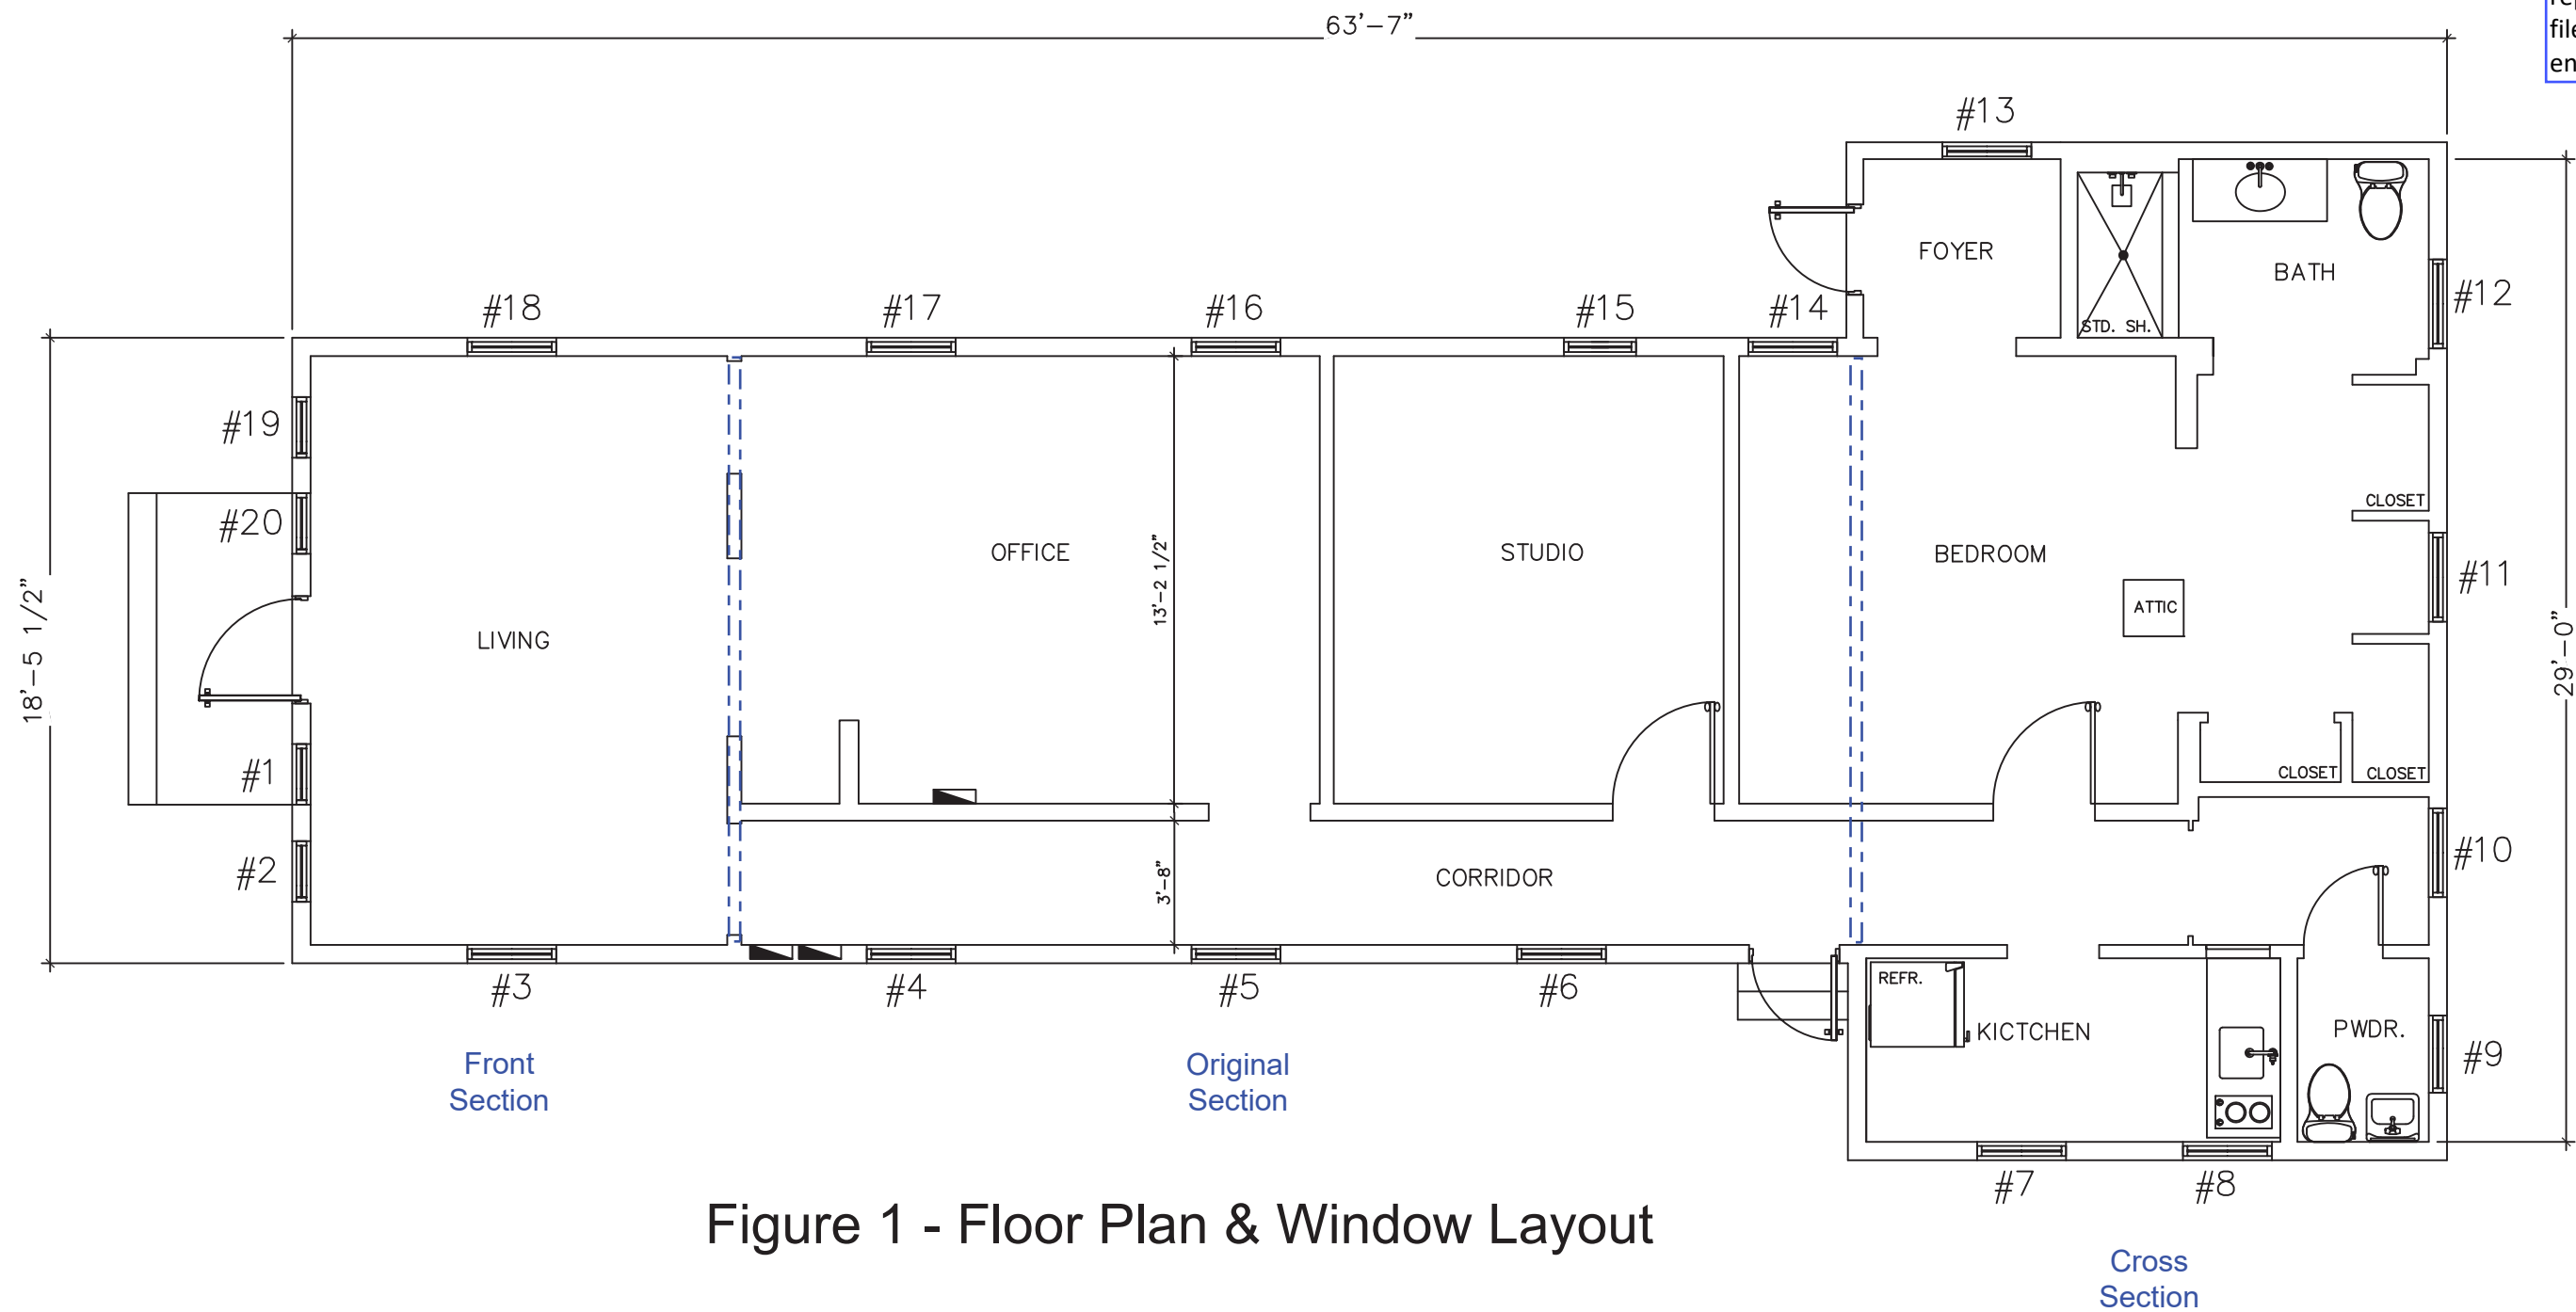 63'-7"
file
en
#13
FOYER
BATH
#12
STD. SH.
#18
#17
#16
#15
#14
#19
#20
CLOSET
OFFICE
STUDIO
BEDROOM
13'-2 1/2"
#11
ATTIC
LIVING
18'-5 1/2"
29'-0"
#1
CLOSET
CLOSET
#2
3'-8"
CORRIDOR
#10
#3
#4
#5
#6
REFR.
KICTCHEN
PWDR.
#9
Front
Section
Original
Section
#7
#8
Figure 1 - Floor Plan & Window Layout
Cross
Section